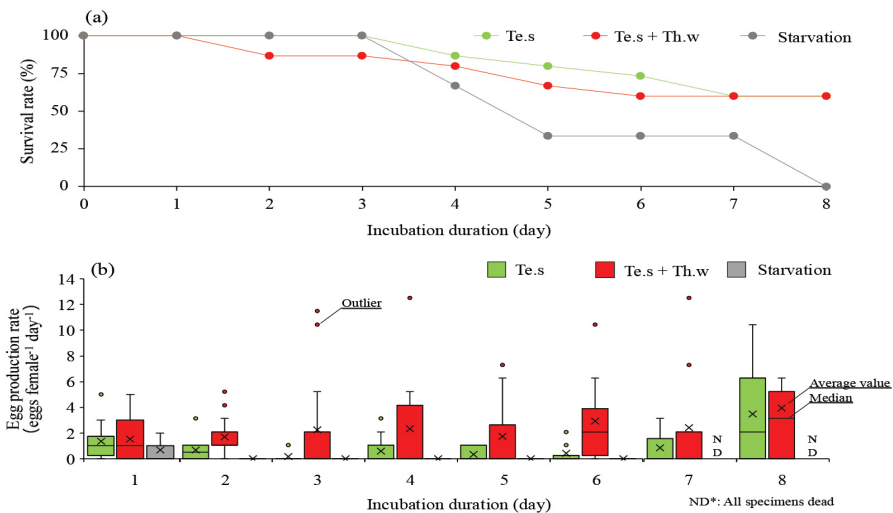 (a)
Te.s
Te.s + Th.w
Starvation
Survival rate (%)
100
75
50
25
0
0 1 2 3 4 5 6 7 8
Incubation duration (day)
(b)
Te.s
Te.s + Th.w
Starvation
Egg production rate
(eggs female-1 day-1)
14
12
10
8
6
4
2
0
Outlier
Average value
Median
N
D
N
D
1 2 3 4 5 6 7 8
Incubation duration (day)
ND*: All specimens dead